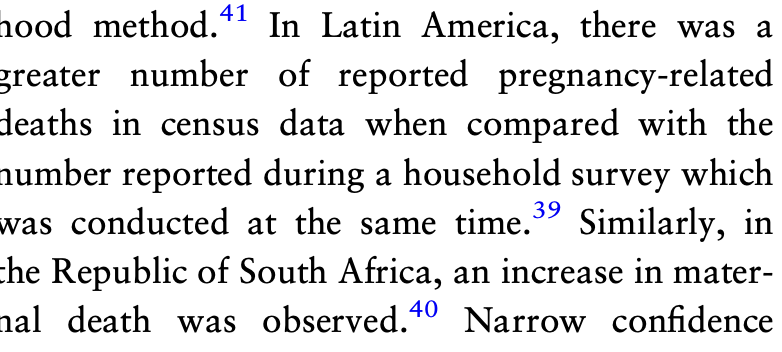 hood method.41 In Latin America, there was a
greater number of reported pregnancy-related
deaths in census data when compared with the
number reported during a household survey which
was conducted at the same time.39 Similarly, in
the Republic of South Africa, an increase in mater-
nal death was observed.40 Narrow confidence